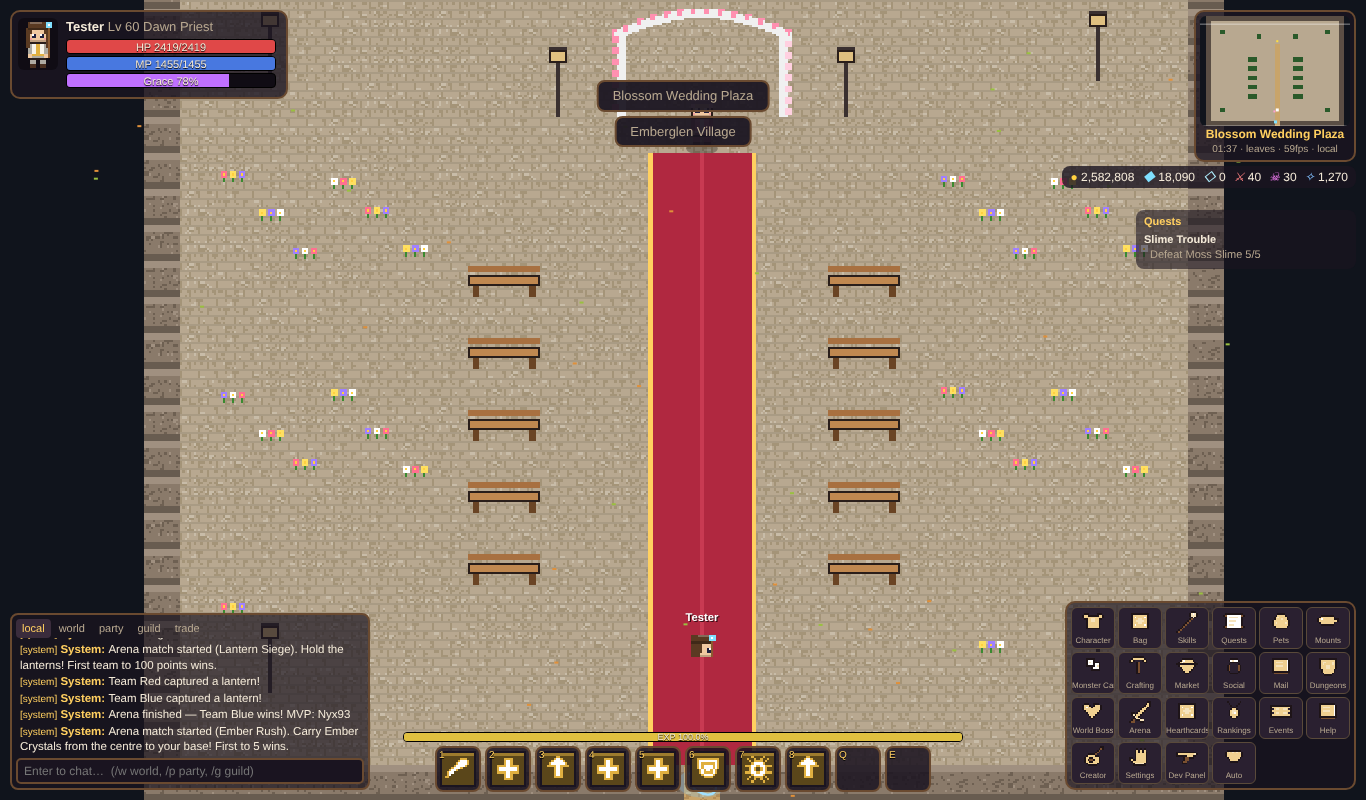 Tester Lv 60 Dawn Priest
HP 2419/2419
MP 1455/1455
Grace 78%
Blossom Wedding Plaza
Emberglen Village
Blossom Wedding Plaza
01:37 · leaves · 59fps · local
2,582,808 18,090 0 40 30 1,270
Quests
Slime Trouble
Defeat Moss Slime 5/5
Tester
local world party guild trade
[system] System: Arena match started (Lantern Siege). Hold the
lanterns! First team to 100 points wins.
[system] System: Team Red captured a lantern!
[system] System: Team Blue captured a lantern!
[system] System: Arena finished — Team Blue wins! MVP: Nyx93
[system] System: Arena match started (Ember Rush). Carry Ember
Crystals from the centre to your base! First to 5 wins.
Enter to chat… (/w world, /p party, /g guild)
EXP 100.0%
1 2 3 4 5 6 7 8 Q E
Character Bag Skills Quests Pets Mounts
Monster Ca Crafting Market Social Mail Dungeons
World Boss Arena Hearthcards Rankings Events Help
Creator Settings Dev Panel Auto